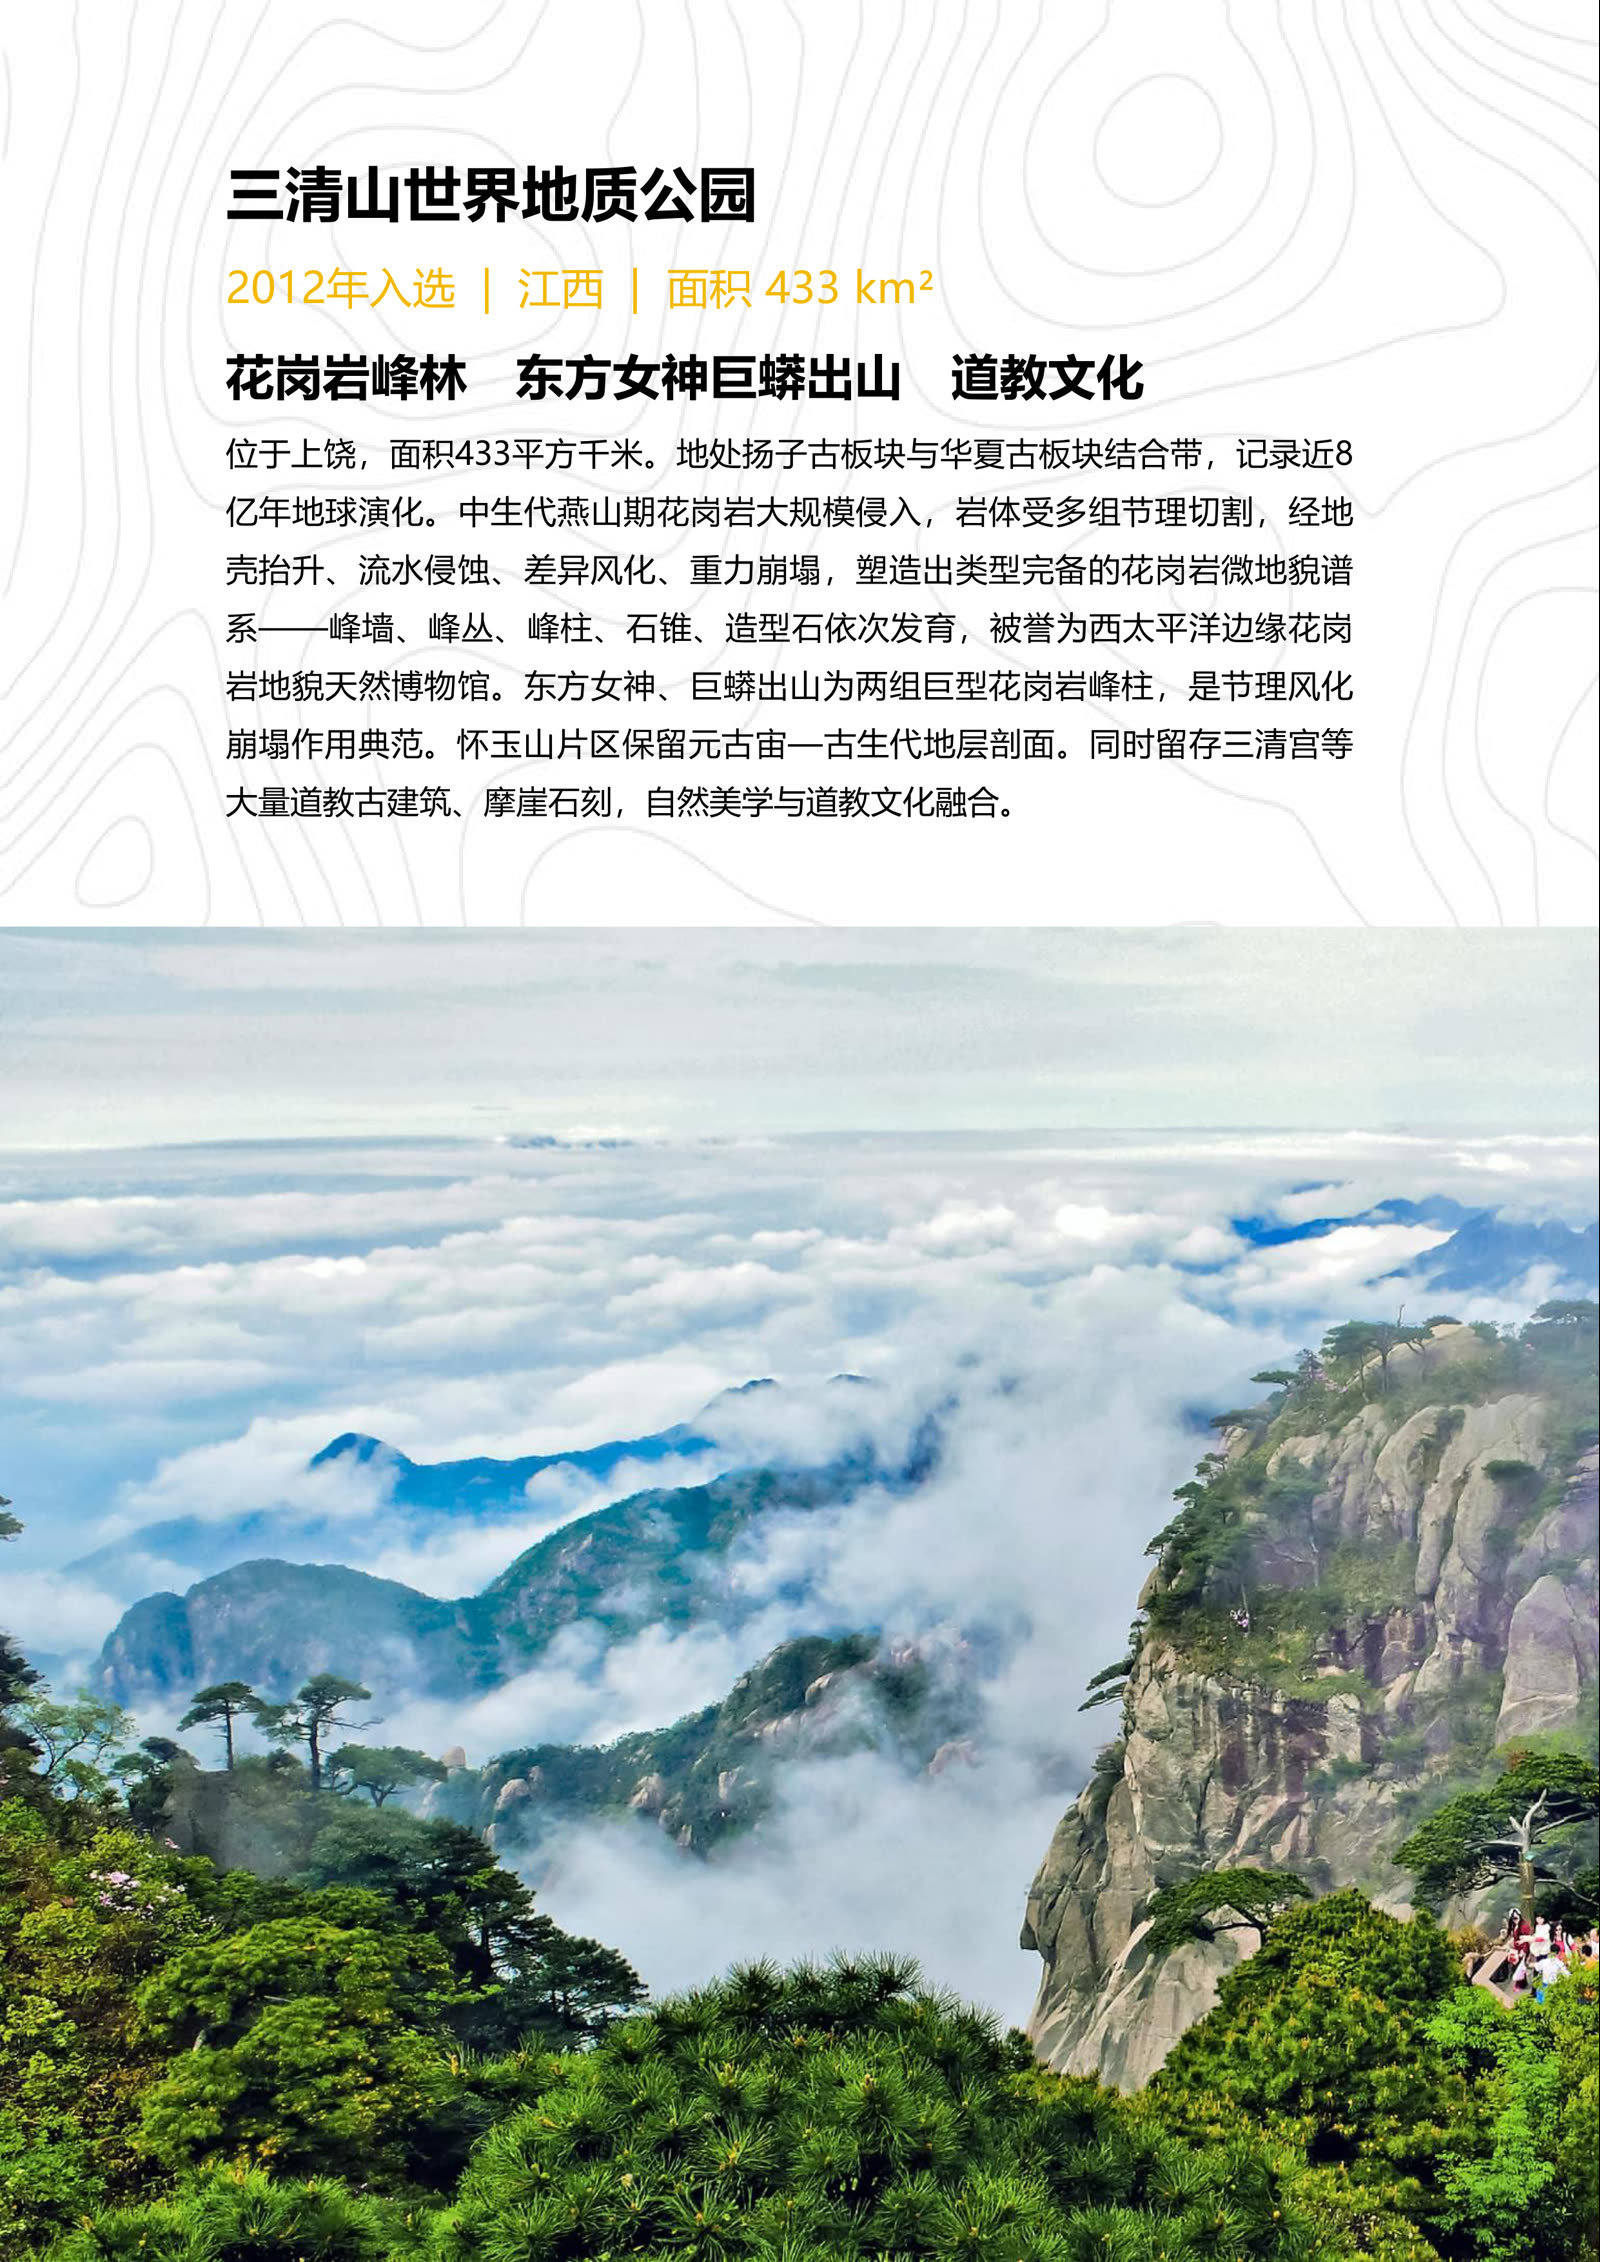 三清山世界地质公园
2012年入选 | 江西 | 面积 433 km²
花岗岩峰林 东方女神巨蟒出山 道教文化
位于上饶，面积433平方千米。地处扬子古板块与华夏古板块结合带，记录近8
亿年地球演化。中生代燕山期花岗岩大规模侵入，岩体受多组节理切割，经地
壳抬升、流水侵蚀、差异风化、重力崩塌，塑造出类型完备的花岗岩微地貌谱
系——峰墙、峰丛、峰柱、石锥、造型石依次发育，被誉为西太平洋边缘花岗
岩地貌天然博物馆。东方女神、巨蟒出山为两组巨型花岗岩峰柱，是节理风化
崩塌作用典范。怀玉山片区保留元古宙—古生代地层剖面。同时留存三清宫等
大量道教古建筑、摩崖石刻，自然美学与道教文化融合。